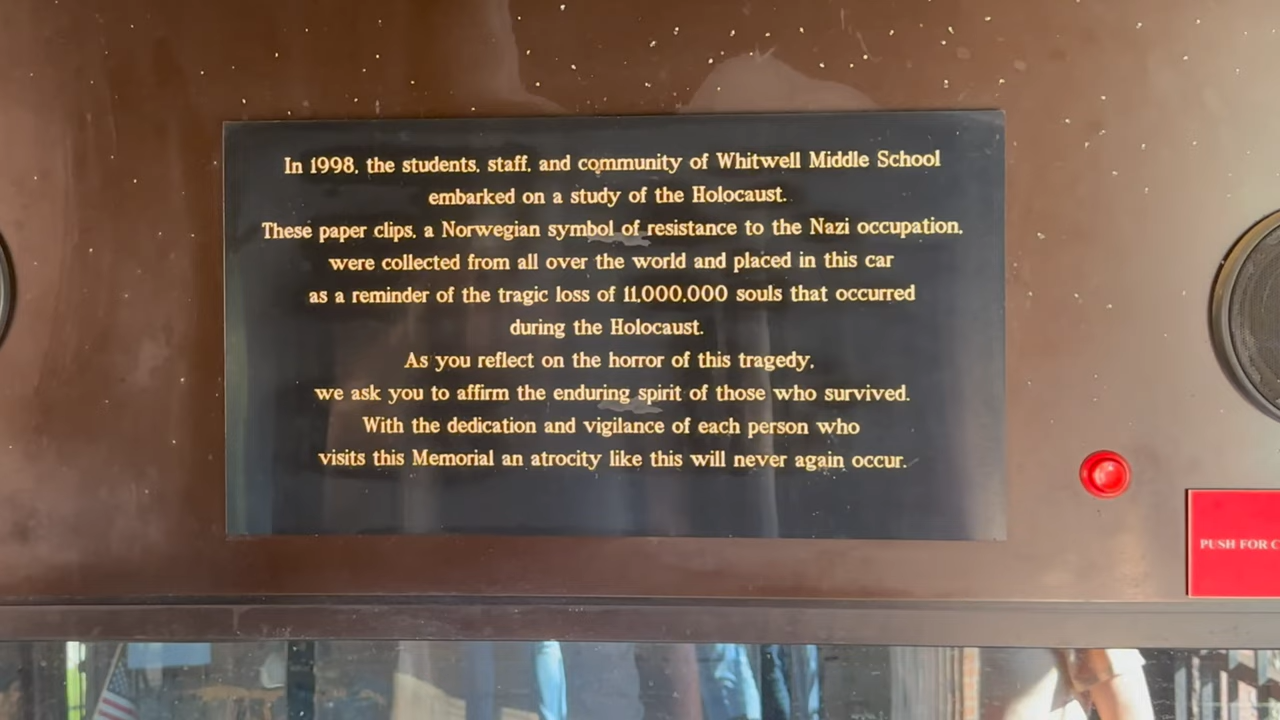 In 1998, the students, staff, and community of Whitwell Middle School
embarked on a study of the Holocaust.
These paper clips, a Norwegian symbol of resistance to the Nazi occupation,
were collected from all over the world and placed in this car
as a reminder of the tragic loss of 11,000,000 souls that occurred
during the Holocaust.
As you reflect on the horror of this tragedy,
we ask you to affirm the enduring spirit of those who survived.
With the dedication and vigilance of each person who
visits this Memorial an atrocity like this will never again occur.
PUSH FOR